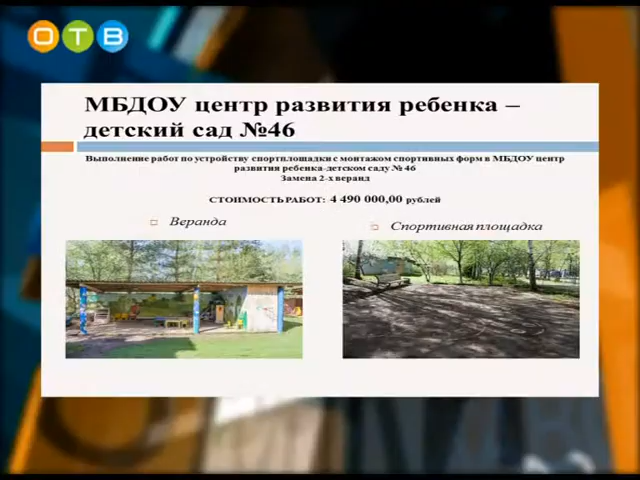 ОТВ
МБДОУ центр развития ребенка –
детский сад №46
Выполнение работ по устройству спортплощадки с монтажом спортивных форм в МБДОУ центр
развития ребенка-детском саду № 46
Замена 2-х веранд
СТОИМОСТЬ РАБОТ: 4 490 000,00 рублей
Веранда
Спортивная площадка